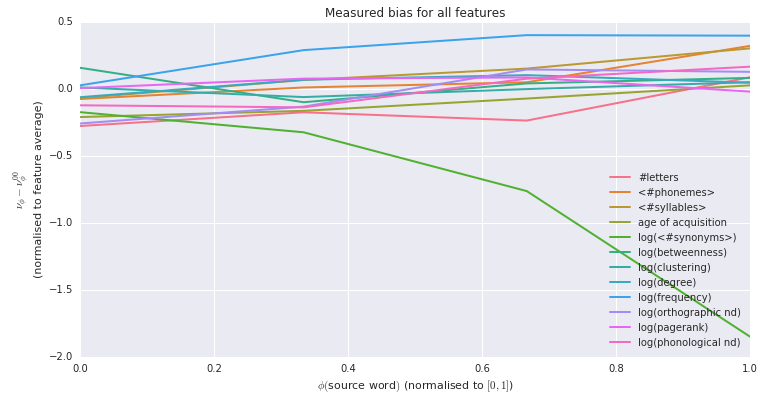 Measured bias for all features
0.5
0.0
−0.5
−1.0
−1.5
−2.0
ν_ϕ − ν_ϕ^00
(normalised to feature average)
#letters
<#phonemes>
<#syllables>
age of acquisition
log(<#synonyms>)
log(betweenness)
log(clustering)
log(degree)
log(frequency)
log(orthographic nd)
log(pagerank)
log(phonological nd)
0.0 0.2 0.4 0.6 0.8 1.0
ϕ(source word) (normalised to [0, 1])